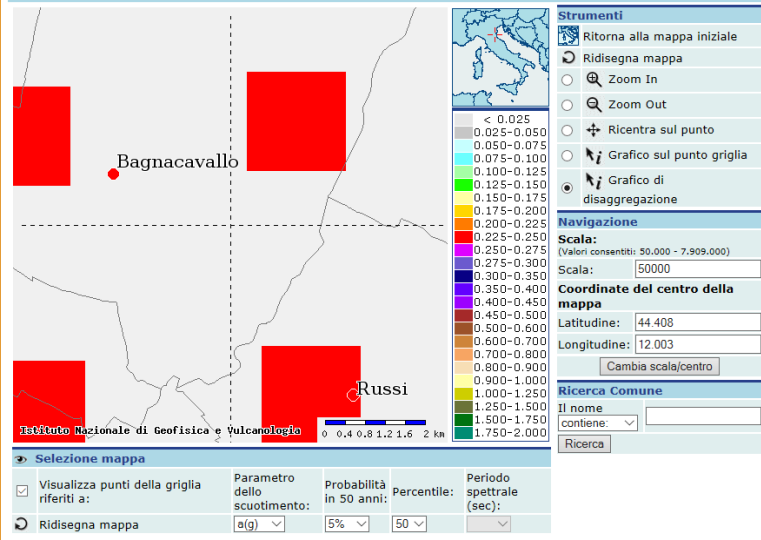 Bagnacavallo
Russi
Istituto Nazionale di Geofisica e Vulcanologia
0 0.4 0.8 1.2 1.6 2 km
< 0.025
0.025-0.050
0.050-0.075
0.075-0.100
0.100-0.125
0.125-0.150
0.150-0.175
0.175-0.200
0.200-0.225
0.225-0.250
0.250-0.275
0.275-0.300
0.300-0.350
0.350-0.400
0.400-0.450
0.450-0.500
0.500-0.600
0.600-0.700
0.700-0.800
0.800-0.900
0.900-1.000
1.000-1.250
1.250-1.500
1.500-1.750
1.750-2.000
Strumenti
Ritorna alla mappa iniziale
Ridisegna mappa
Zoom In
Zoom Out
Ricentra sul punto
Grafico sul punto griglia
Grafico di
disaggregazione
Navigazione
Scala:
(Valori consentiti: 50.000 - 7.909.000)
Scala: 50000
Coordinate del centro della
mappa
Latitudine: 44.408
Longitudine: 12.003
Cambia scala/centro
Ricerca Comune
Il nome
contiene:
Ricerca
Selezione mappa
Visualizza punti della griglia
riferiti a:
Parametro
dello
scuotimento:
Probabilità
in 50 anni:
Percentile:
Periodo
spettrale
(sec):
Ridisegna mappa
a(g)
5%
50